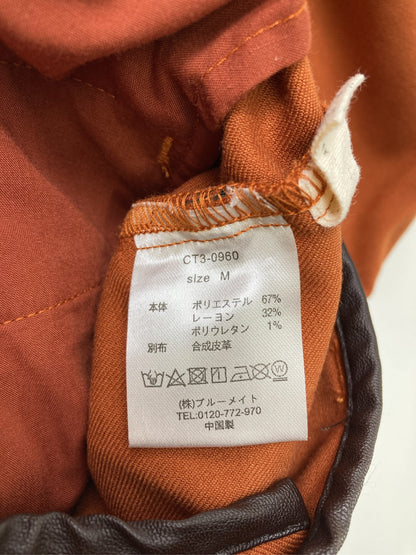 CT3-0960
size M
本体 ポリエステル 67%
レーヨン 32%
ポリウレタン 1%
別布 合成皮革
(株)ブルーメイト
TEL:0120-772-970
中国製